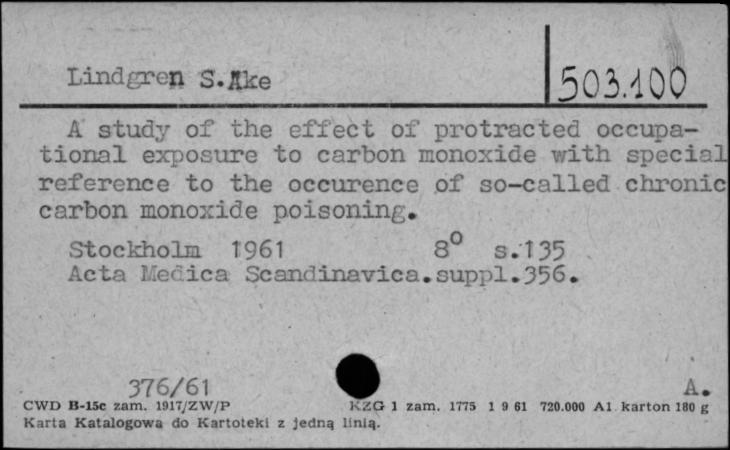 Lindgren S.Ake
503.100
A study of the effect of protracted occupa-
tional exposure to carbon monoxide with special
reference to the occurence of so-called chronic
carbon monoxide poisoning.
Stockholm 1961 8° s.135
Acta Medica Scandinavica.suppl.356.
376/61 A.
CWD B-15c zam. 1917/ZW/P KZG 1 zam. 1775 1 9 61 720.000 A1 karton 180 g
Karta Katalogowa do Kartoteki z jedną linią.